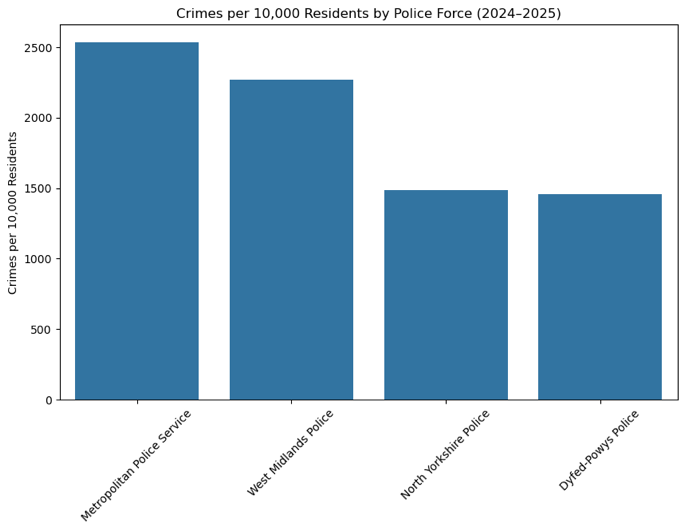 Crimes per 10,000 Residents by Police Force (2024–2025)
Crimes per 10,000 Residents
2500
2000
1500
1000
500
0
Metropolitan Police Service
West Midlands Police
North Yorkshire Police
Dyfed-Powys Police